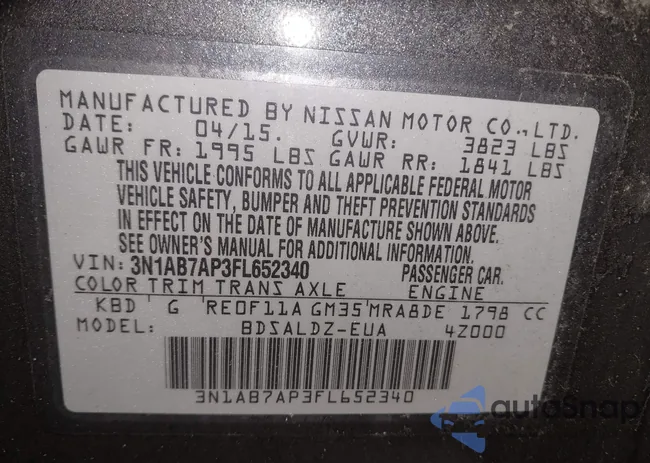 MANUFACTURED BY NISSAN MOTOR CO., LTD.
DATE: 04/15. GVWR: 3823 LBS
GAWR FR: 1995 LBS GAWR RR: 1841 LBS
THIS VEHICLE CONFORMS TO ALL APPLICABLE FEDERAL MOTOR
VEHICLE SAFETY, BUMPER AND THEFT PREVENTION STANDARDS
IN EFFECT ON THE DATE OF MANUFACTURE SHOWN ABOVE.
SEE OWNER'S MANUAL FOR ADDITIONAL INFORMATION.
VIN: 3N1AB7AP3FL652340 PASSENGER CAR.
COLOR TRIM TRANS AXLE ENGINE
KBD G RE0F11A GM35 MRA8DE 1798 CC
MODEL: BDSALDZ-EUA 4Z000
3N1AB7AP3FL652340
autoSnap